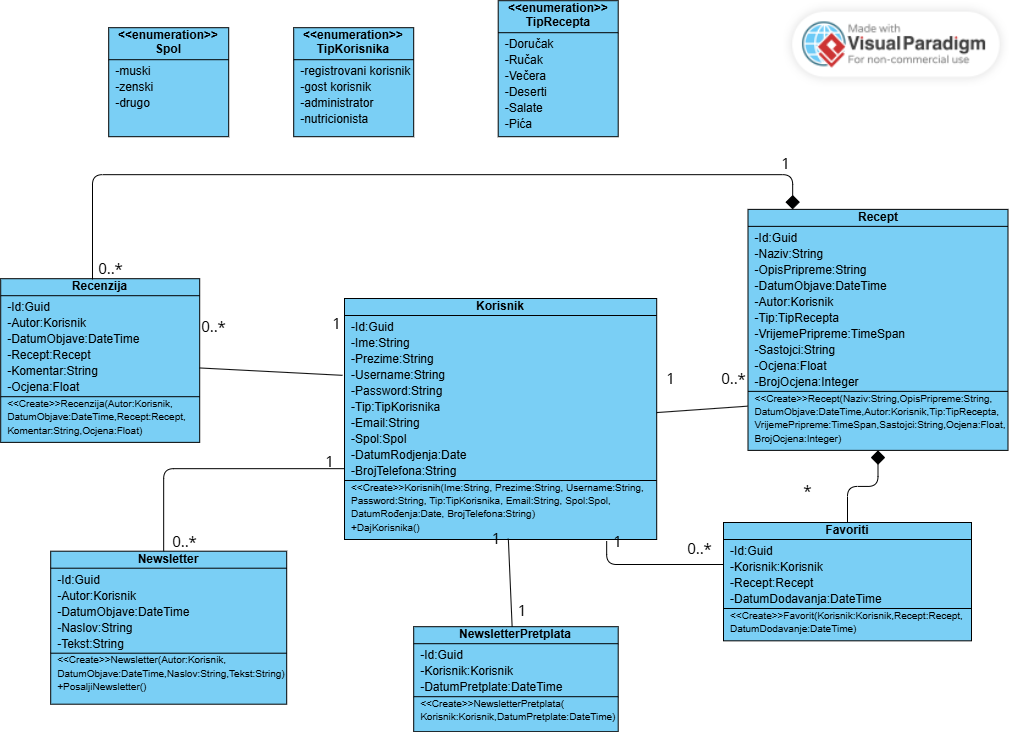 <<enumeration>>
Spol
-muski
-zenski
-drugo
<<enumeration>>
TipKorisnika
-registrovani korisnik
-gost korisnik
-administrator
-nutricionista
<<enumeration>>
TipRecepta
-Doručak
-Ručak
-Večera
-Deserti
-Salate
-Pića
Made with
Visual Paradigm
For non-commercial use
1
0..*
Recept
-Id:Guid
-Naziv:String
-OpisPripreme:String
-DatumObjave:DateTime
-Autor:Korisnik
-Tip:TipRecepta
-VrijemePripreme:TimeSpan
-Sastojci:String
-Ocjena:Float
-BrojOcjena:Integer
<<Create>>Recept(Naziv:String,OpisPripreme:String,
DatumObjave:DateTime,Autor:Korisnik,Tip:TipRecepta,
VrijemePripreme:TimeSpan,Sastojci:String,Ocjena:Float,
BrojOcjena:Integer)
Recenzija
-Id:Guid
-Autor:Korisnik
-DatumObjave:DateTime
-Recept:Recept
-Komentar:String
-Ocjena:Float
<<Create>>Recenzija(Autor:Korisnik,
DatumObjave:DateTime,Recept:Recept,
Komentar:String,Ocjena:Float)
0..*
1
Korisnik
-Id:Guid
-Ime:String
-Prezime:String
-Username:String
-Password:String
-Tip:TipKorisnika
-Email:String
-Spol:Spol
-DatumRodjenja:Date
-BrojTelefona:String
<<Create>>Korisnih(Ime:String, Prezime:String, Username:String,
Password:String, Tip:TipKorisnika, Email:String, Spol:Spol,
DatumRođenja:Date, BrojTelefona:String)
+DajKorisnika()
1
0..*
1
0..*
*
Newsletter
-Id:Guid
-Autor:Korisnik
-DatumObjave:DateTime
-Naslov:String
-Tekst:String
<<Create>>Newsletter(Autor:Korisnik,
DatumObjave:DateTime,Naslov:String,Tekst:String)
+PosaljiNewsletter()
1
1
NewsletterPretplata
-Id:Guid
-Korisnik:Korisnik
-DatumPretplate:DateTime
<<Create>>NewsletterPretplata(
Korisnik:Korisnik,DatumPretplate:DateTime)
1
0..*
Favoriti
-Id:Guid
-Korisnik:Korisnik
-Recept:Recept
-DatumDodavanja:DateTime
<<Create>>Favorit(Korisnik:Korisnik,Recept:Recept,
DatumDodavanje:DateTime)